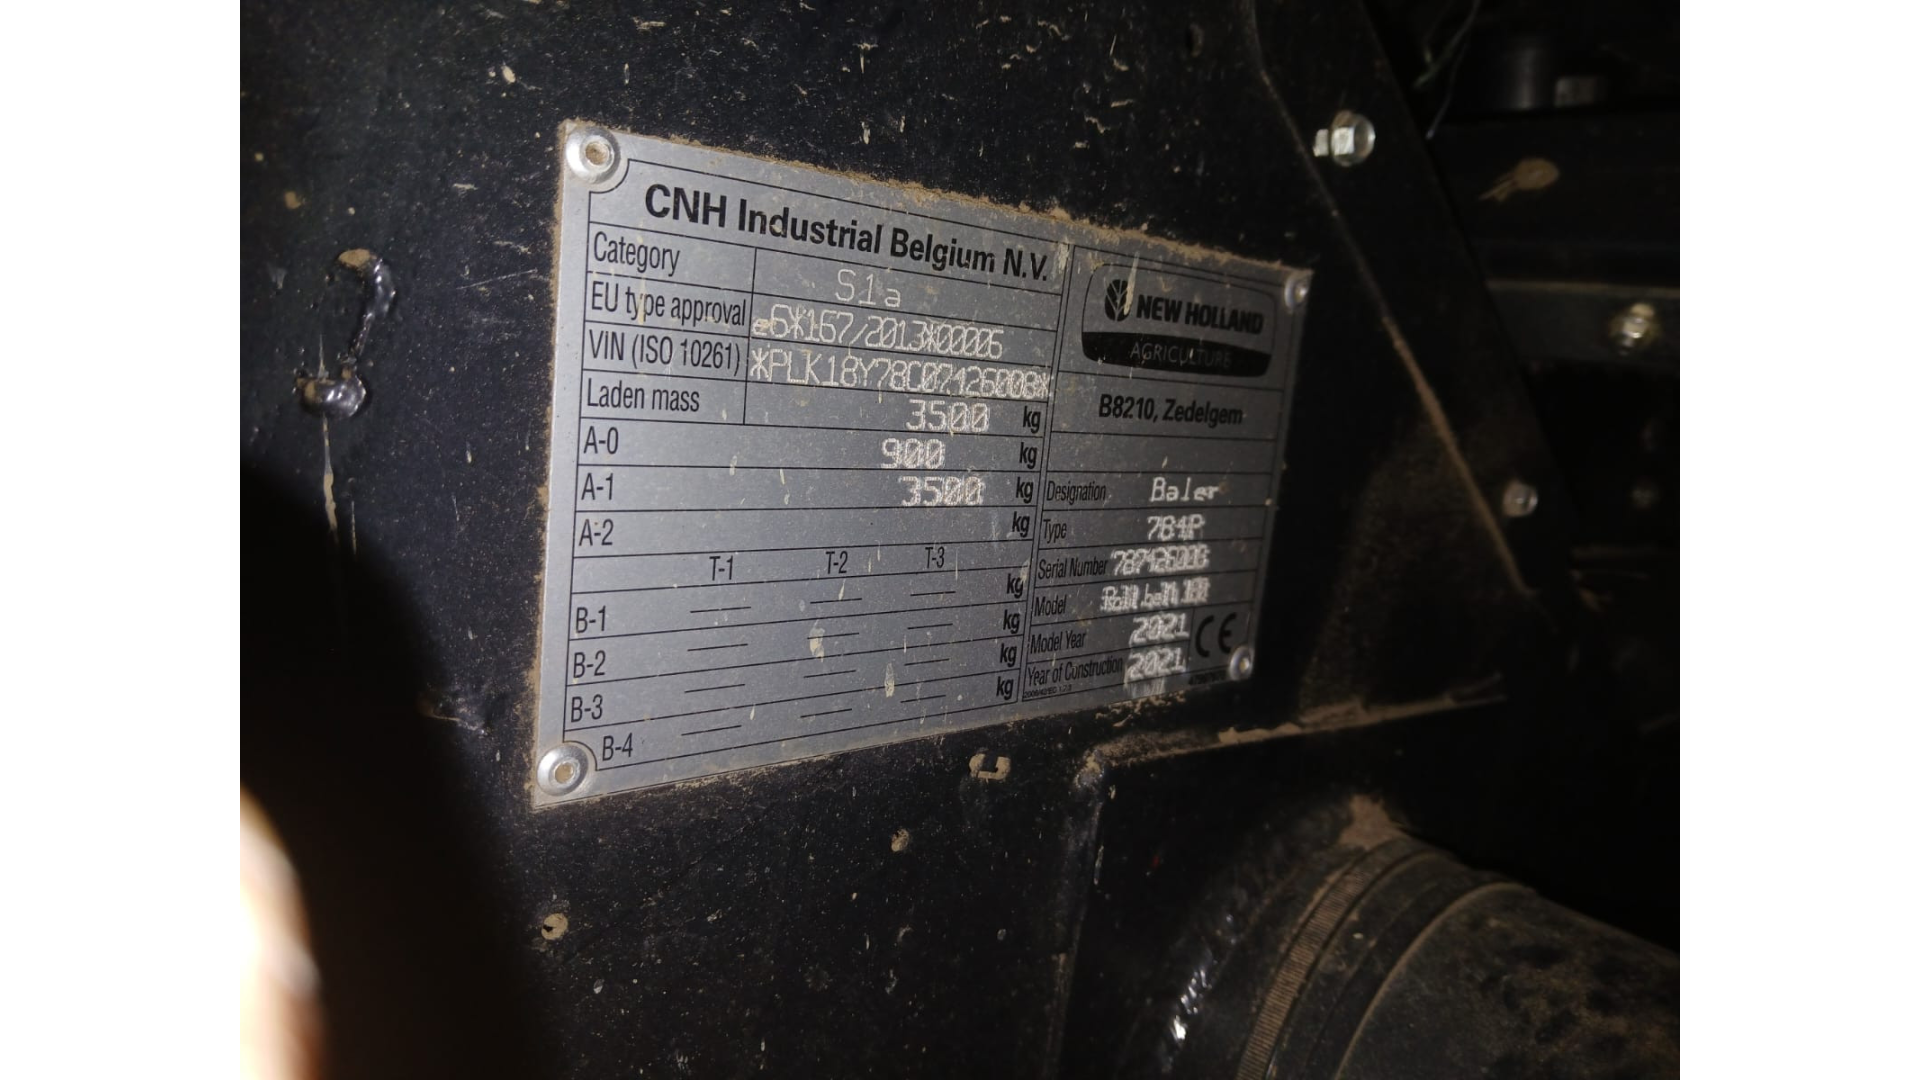 CNH Industrial Belgium N.V.
Category S1a
EU type approval e6*167/2013*00006
VIN (ISO 10261) *PLK18Y78C07426008*
Laden mass 3500 kg
A-0 900 kg
A-1 3500 kg
A-2 kg
T-1 T-2 T-3
B-1 kg
B-2 kg
B-3 kg
B-4 kg
NEW HOLLAND
AGRICULTURE
B8210, Zedelgem
Designation Baler
Type 784P
Serial Number 787426008
Model
Model Year 2021
Year of Construction 2021
CE